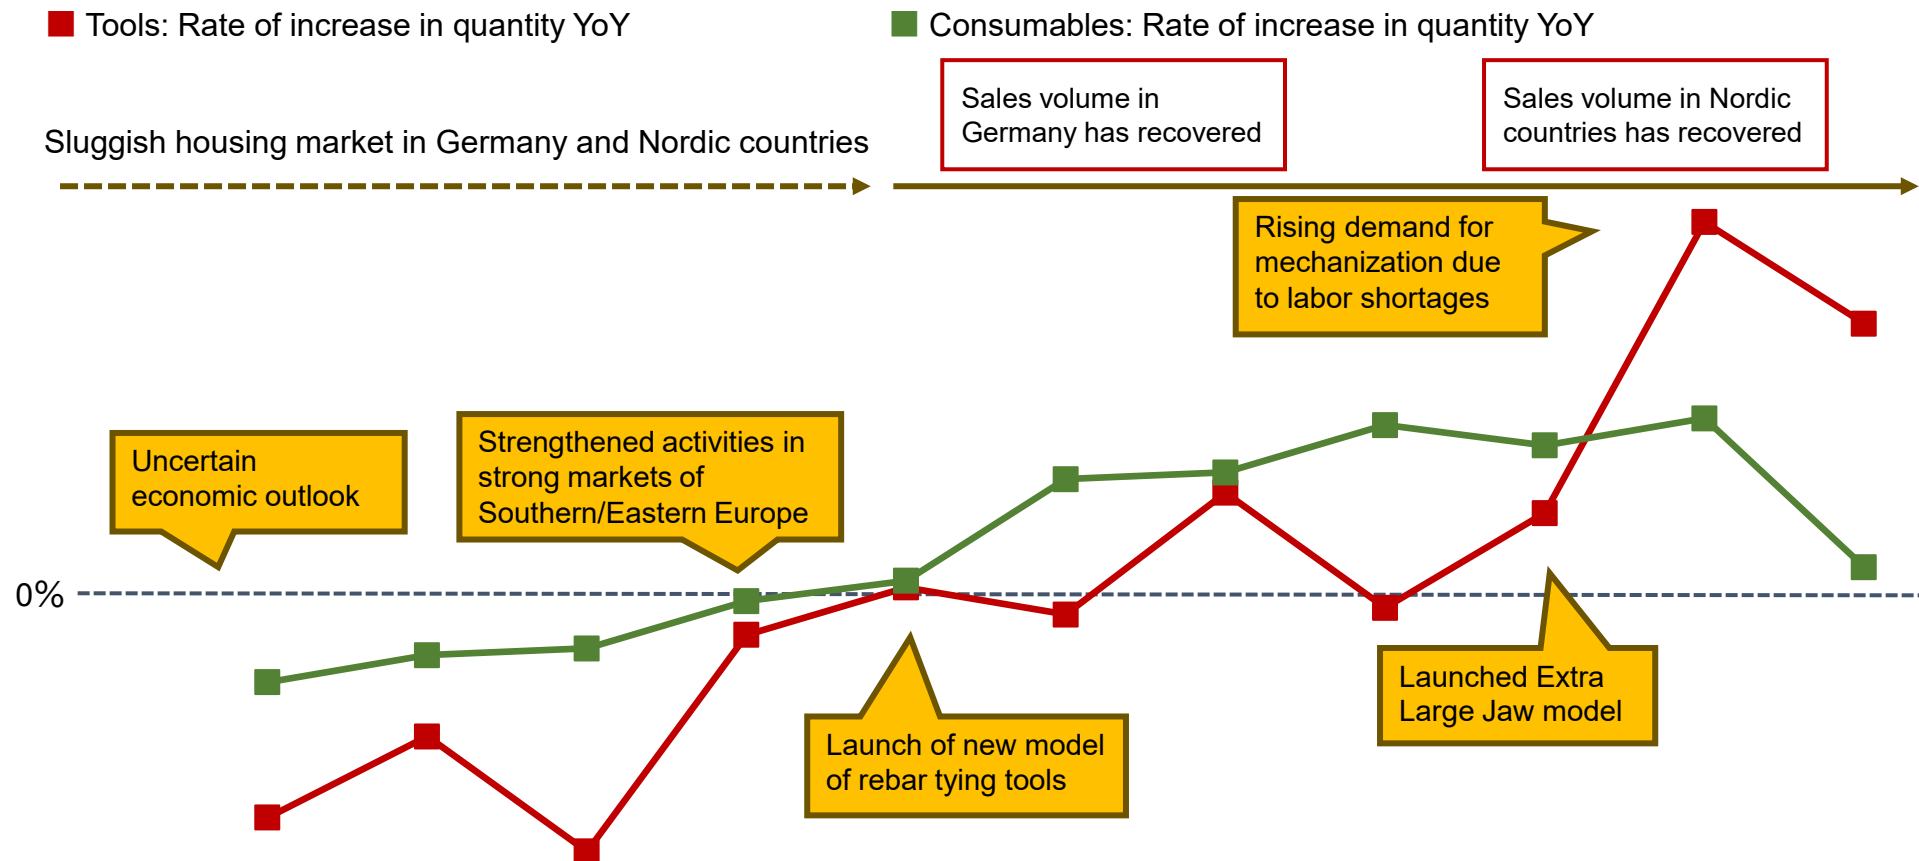 Tools: Rate of increase in quantity YoY
Consumables: Rate of increase in quantity YoY
Sales volume in
Germany has recovered
Sales volume in Nordic
countries has recovered
Sluggish housing market in Germany and Nordic countries
Rising demand for
mechanization due
to labor shortages
Uncertain
economic outlook
Strengthened activities in
strong markets of
Southern/Eastern Europe
0%
Launched Extra
Large Jaw model
Launch of new model
of rebar tying tools